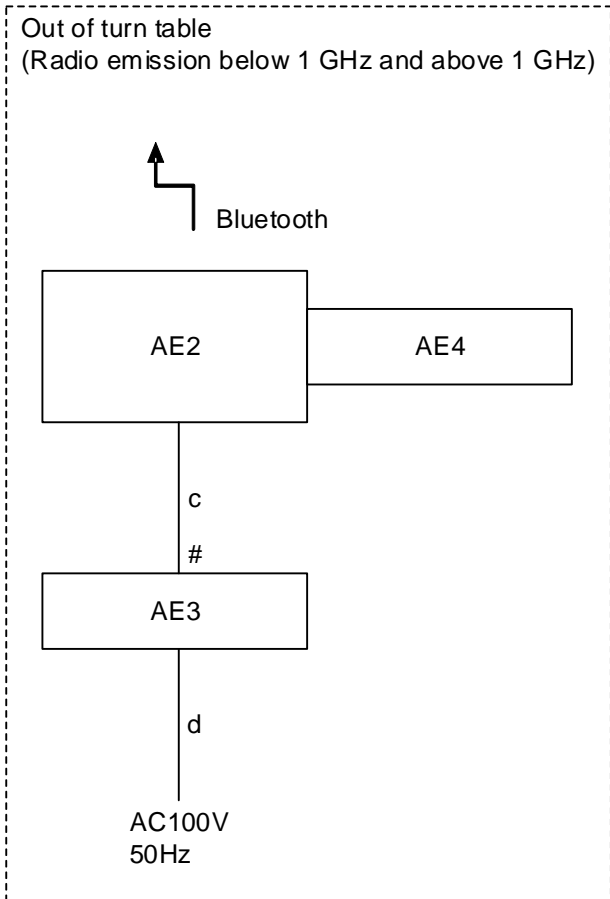 Out of turn table
(Radio emission below 1 GHz and above 1 GHz)
Bluetooth
AE2
AE4
c
#
AE3
d
AC100V
50Hz